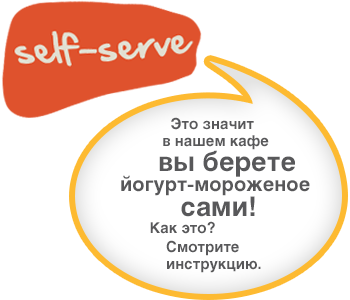 self-serve
Это значит
в нашем кафе
вы берете
йогурт-мороженое
сами!
Как это?
Смотрите
инструкцию.